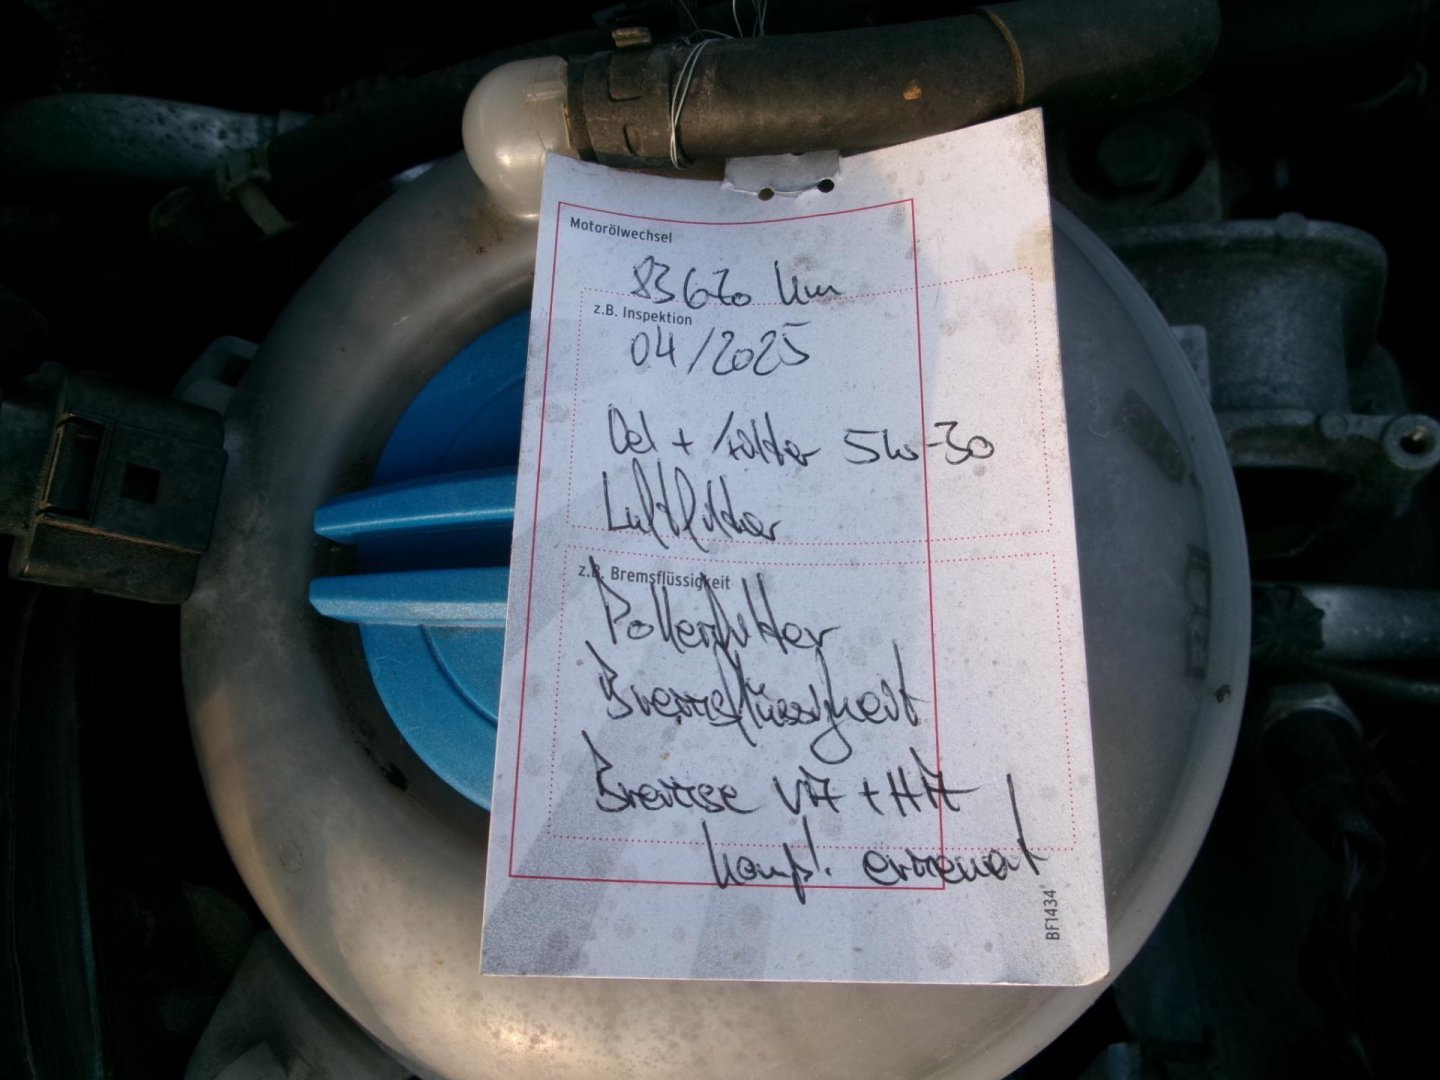 Motorölwechsel
83670 km
z.B. Inspektion
04/2025
Oel + Filter 5W-30
Luftfilter
z.B. Bremsflüssigkeit
Pollenfilter
Bremsflüssigkeit
Bremse VA + HA
kompl. erneuert
BF1434